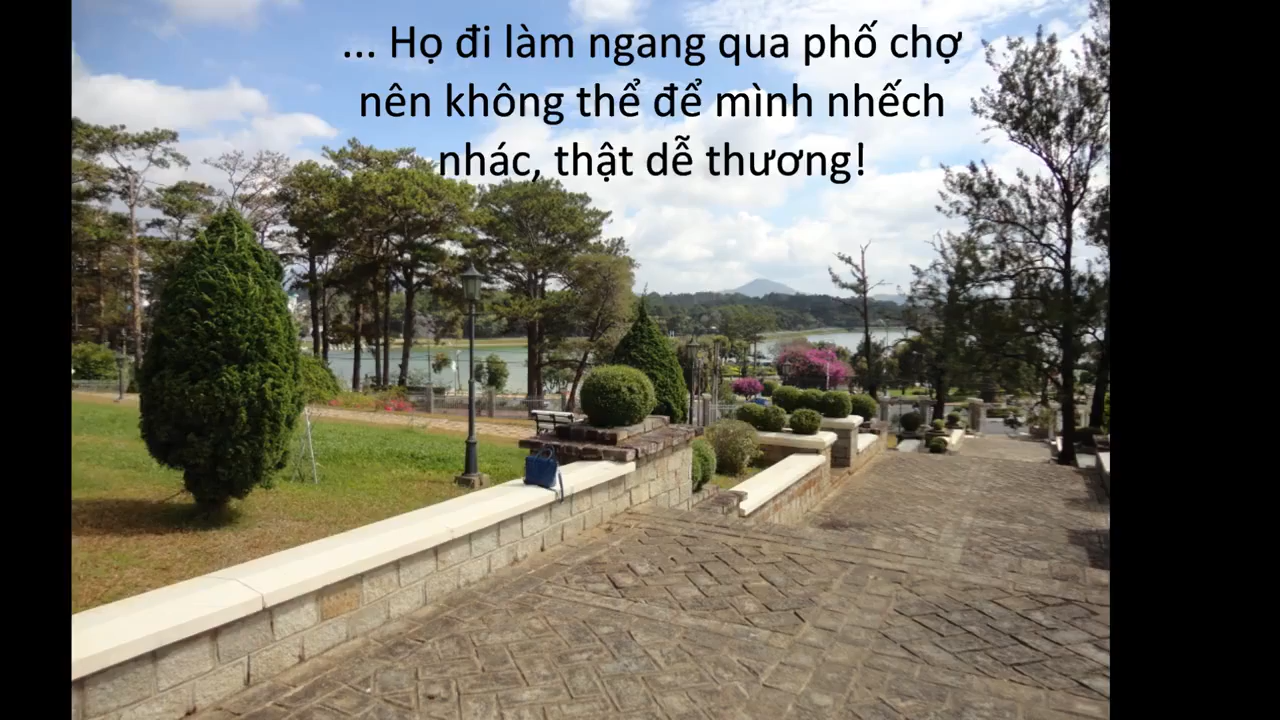 ... Họ đi làm ngang qua phố chợ
nên không thể để mình nhếch
nhác, thật dễ thương!